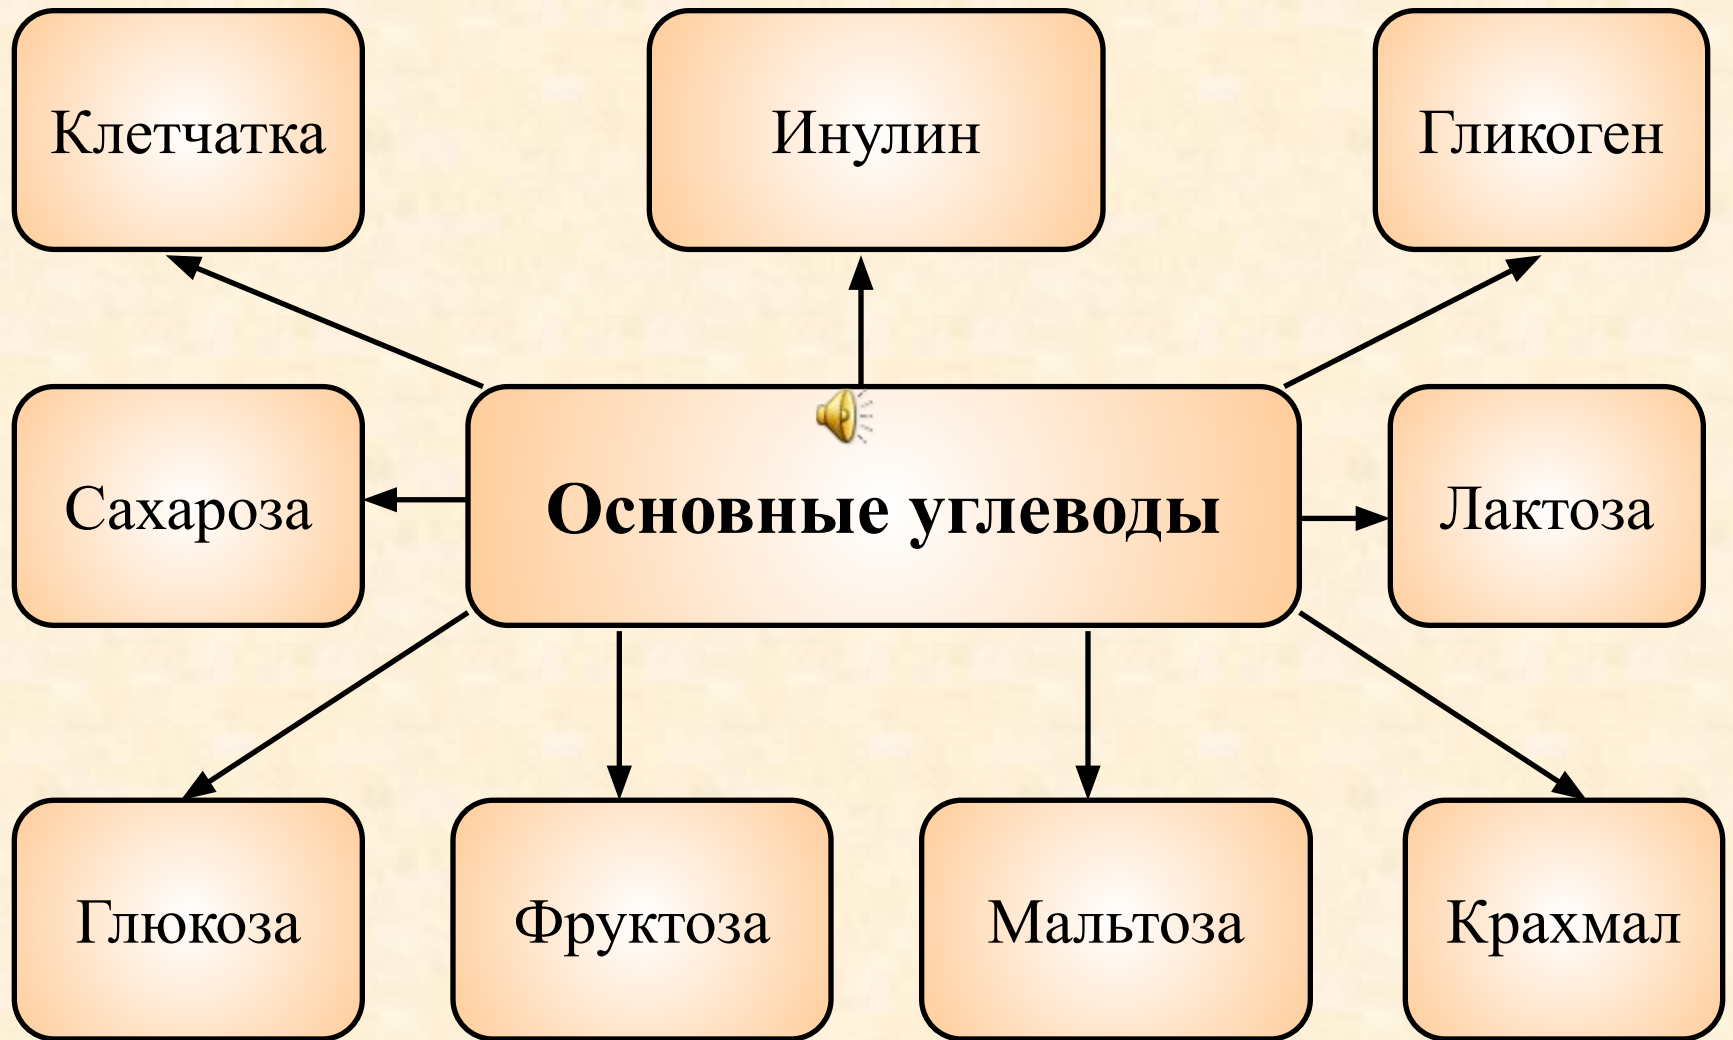 Клетчатка
Инулин
Гликоген
Сахароза
Основные углеводы
Лактоза
Глюкоза
Фруктоза
Мальтоза
Крахмал